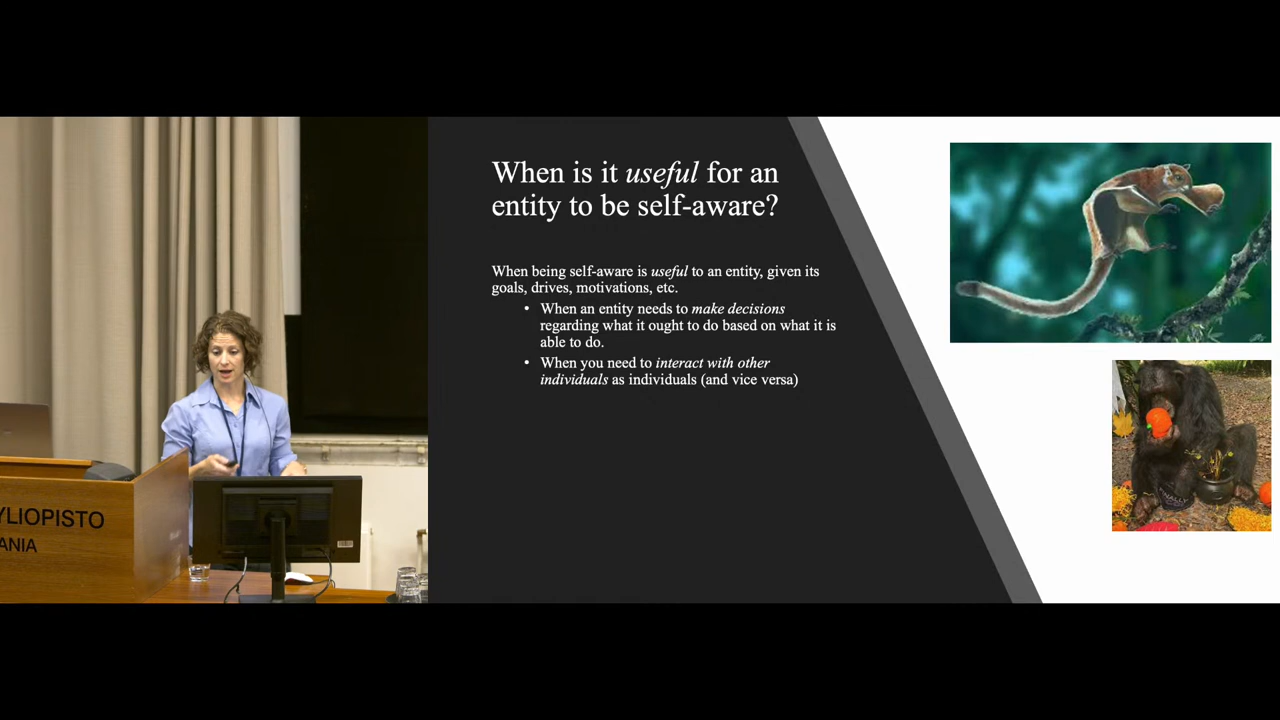 When is it useful for an
entity to be self-aware?
When being self-aware is useful to an entity, given its
goals, drives, motivations, etc.
• When an entity needs to make decisions
regarding what it ought to do based on what it is
able to do.
• When you need to interact with other
individuals as individuals (and vice versa)
YLIOPISTO
ANIA
FINALLY